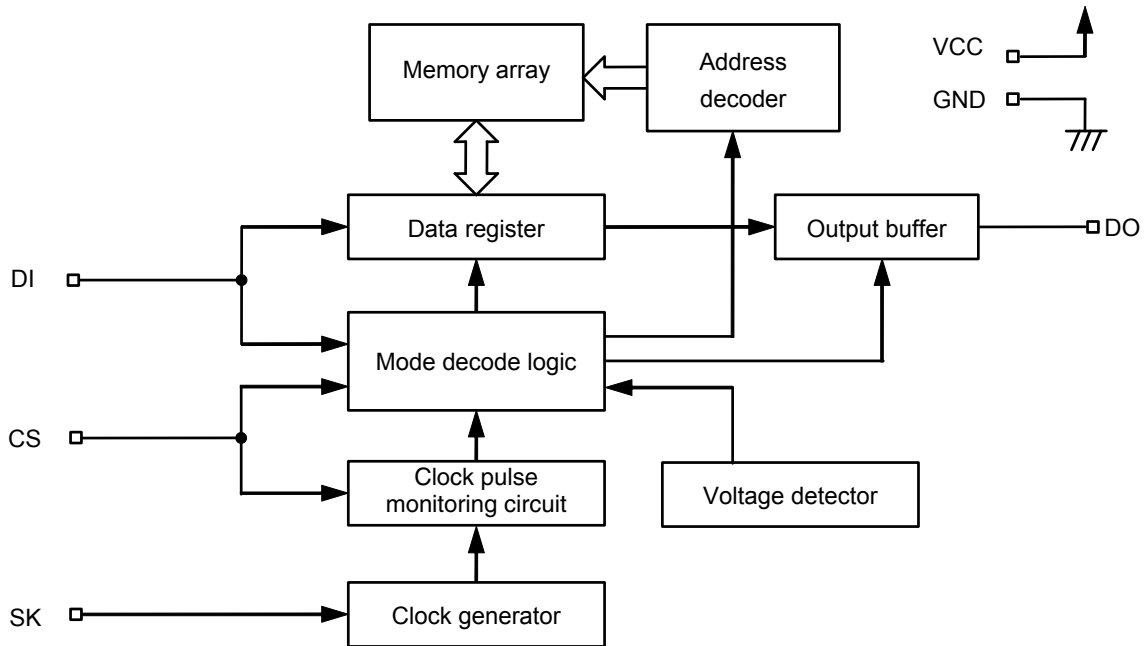 Memory array
Address
decoder
VCC
GND
Data register
Output buffer
DO
DI
Mode decode logic
CS
Clock pulse
monitoring circuit
Voltage detector
SK
Clock generator